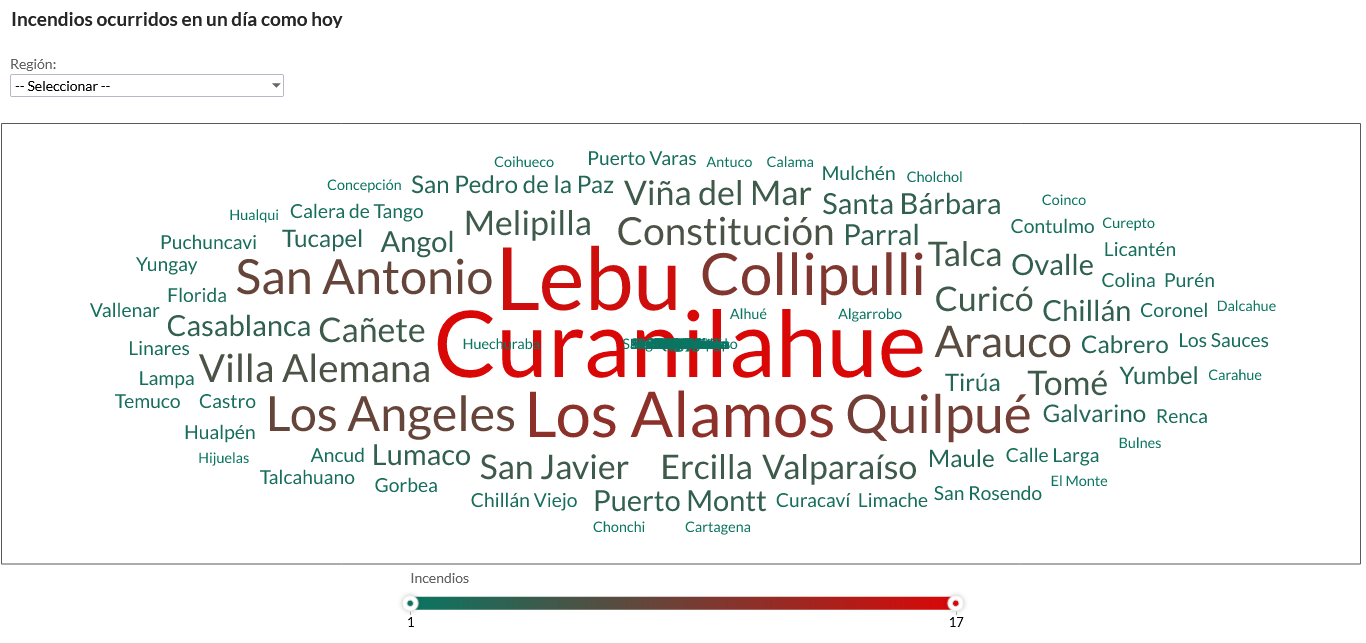 Incendios ocurridos en un día como hoy
Región:
-- Seleccionar --
Coihueco Puerto Varas Antuco Calama
Mulchén Cholchol
Concepción San Pedro de la Paz Viña del Mar
Santa Bárbara Coinco
Hualqui Calera de Tango Melipilla Constitución
Contulmo Curepto
Puchuncavi Tucapel Angol Parral Talca Licantén
Yungay San Antonio Lebu Collipulli Ovalle
Colina Purén
Vallenar Florida Curicó Chillán Coronel Dalcahue
Alhué Algarrobo
Casablanca Cañete Curanilahue Arauco Cabrero Los Sauces
Linares Huechuraba
Lampa Villa Alemana Tirúa Tomé Yumbel Carahue
Temuco Castro Los Angeles Los Alamos Quilpué Galvarino Renca
Hualpén Bulnes
Hijuelas Ancud Lumaco San Javier Ercilla Valparaíso Maule Calle Larga
Talcahuano Gorbea El Monte
Chillán Viejo Puerto Montt Curacaví Limache San Rosendo
Chonchi Cartagena
Incendios
1 17